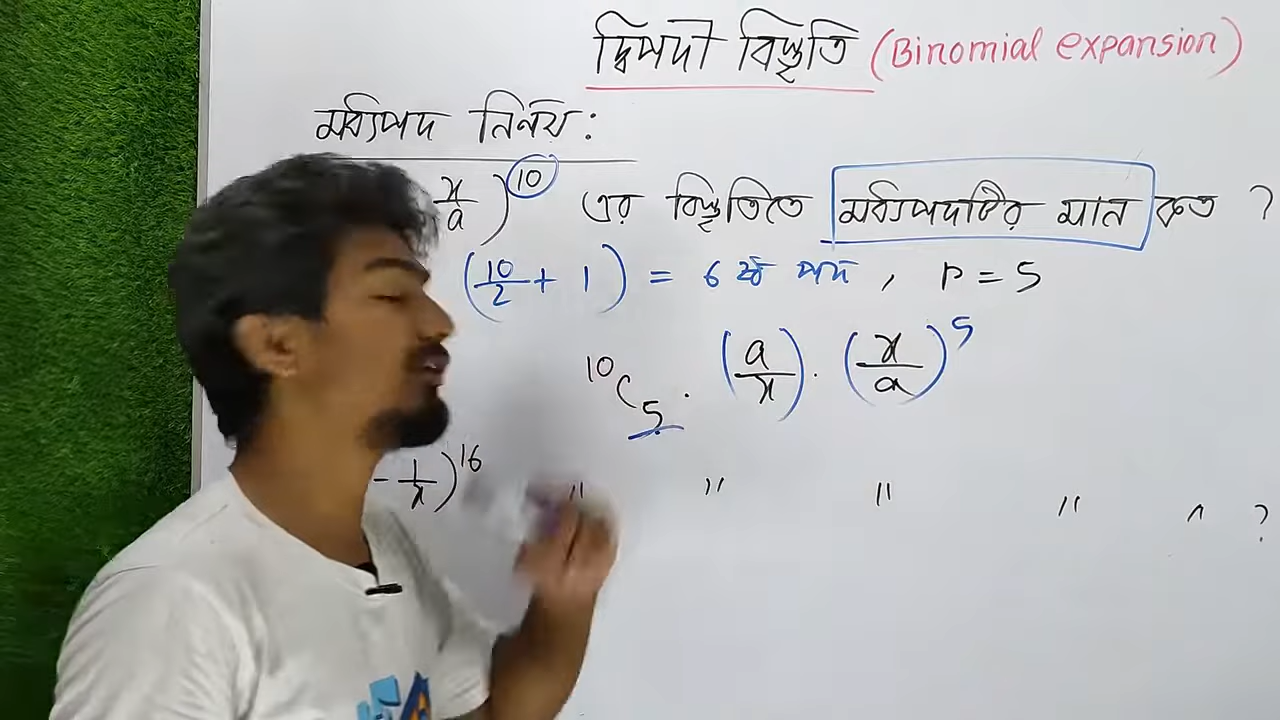 দ্বিপদী বিস্তৃতি (Binomial expansion)
মধ্যপদ নির্ণয়:
x/a)^10 এর বিস্তৃতিতে মধ্যপদটির মান কত ?
(10/2 + 1) = 6 ষ্ঠ পদ , r = 5
^10C_5 · (a/x) · (x/a)^5
- 1/x)^16 " " " " " ?